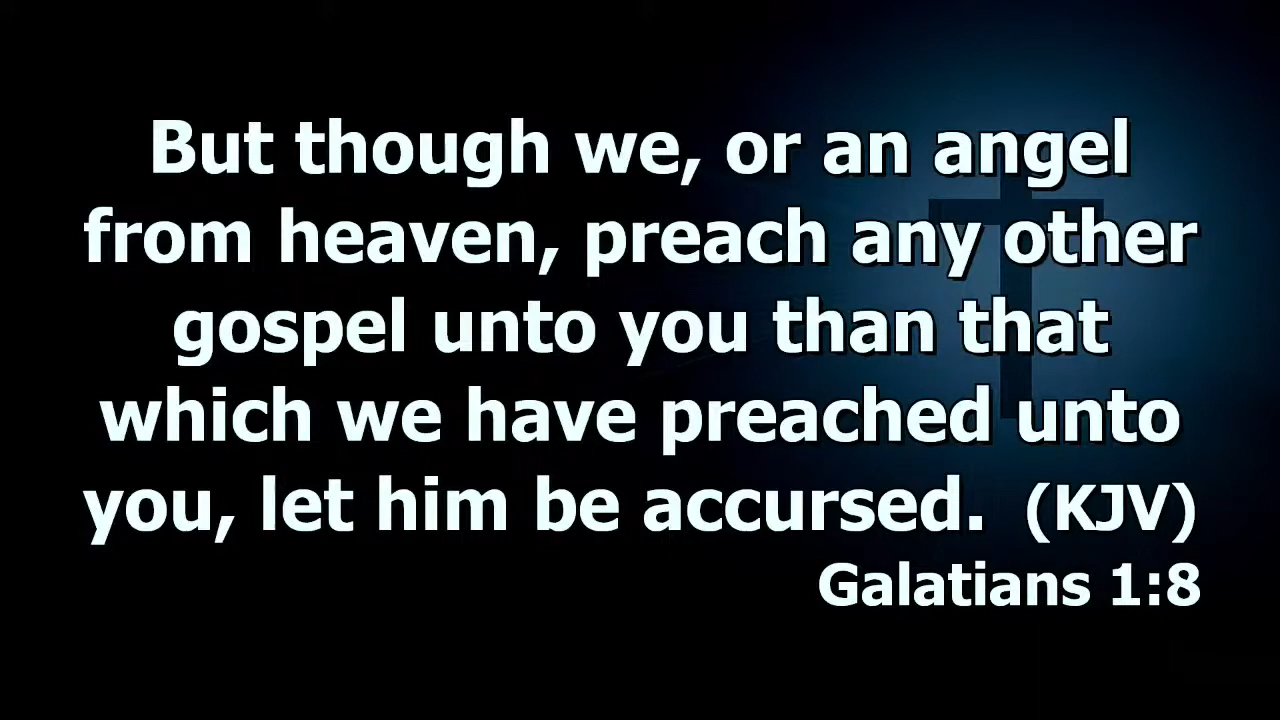 But though we, or an angel
from heaven, preach any other
gospel unto you than that
which we have preached unto
you, let him be accursed.  (KJV)
Galatians 1:8